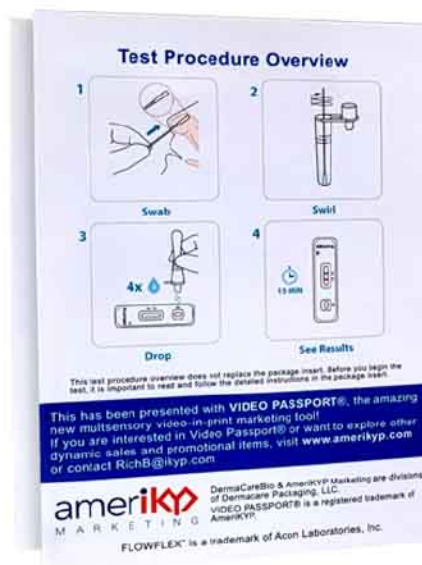 Test Procedure Overview
1
2
Swab
Swirl
3
4
4x
15 MIN
Drop
See Results
This test procedure overview does not replace the package insert. Before you begin the
test, it is important to read and follow the detailed instructions in the package insert.
This has been presented with VIDEO PASSPORT®, the amazing
new multsensory video-in-print marketing tool!
If you are interested in Video Passport® or want to explore other
dynamic sales and promotional items, visit www.amerikyp.com
or contact RichB@ikyp.com
ameriKYP
MARKETING
DermaCareBio & AmeriKYP Marketing are divisions
of Dermacare Packaging, LLC.
VIDEO PASSPORT® is a registered trademark of
AmeriKYP.
FLOWFLEX™ is a trademark of Acon Laboratories, Inc.